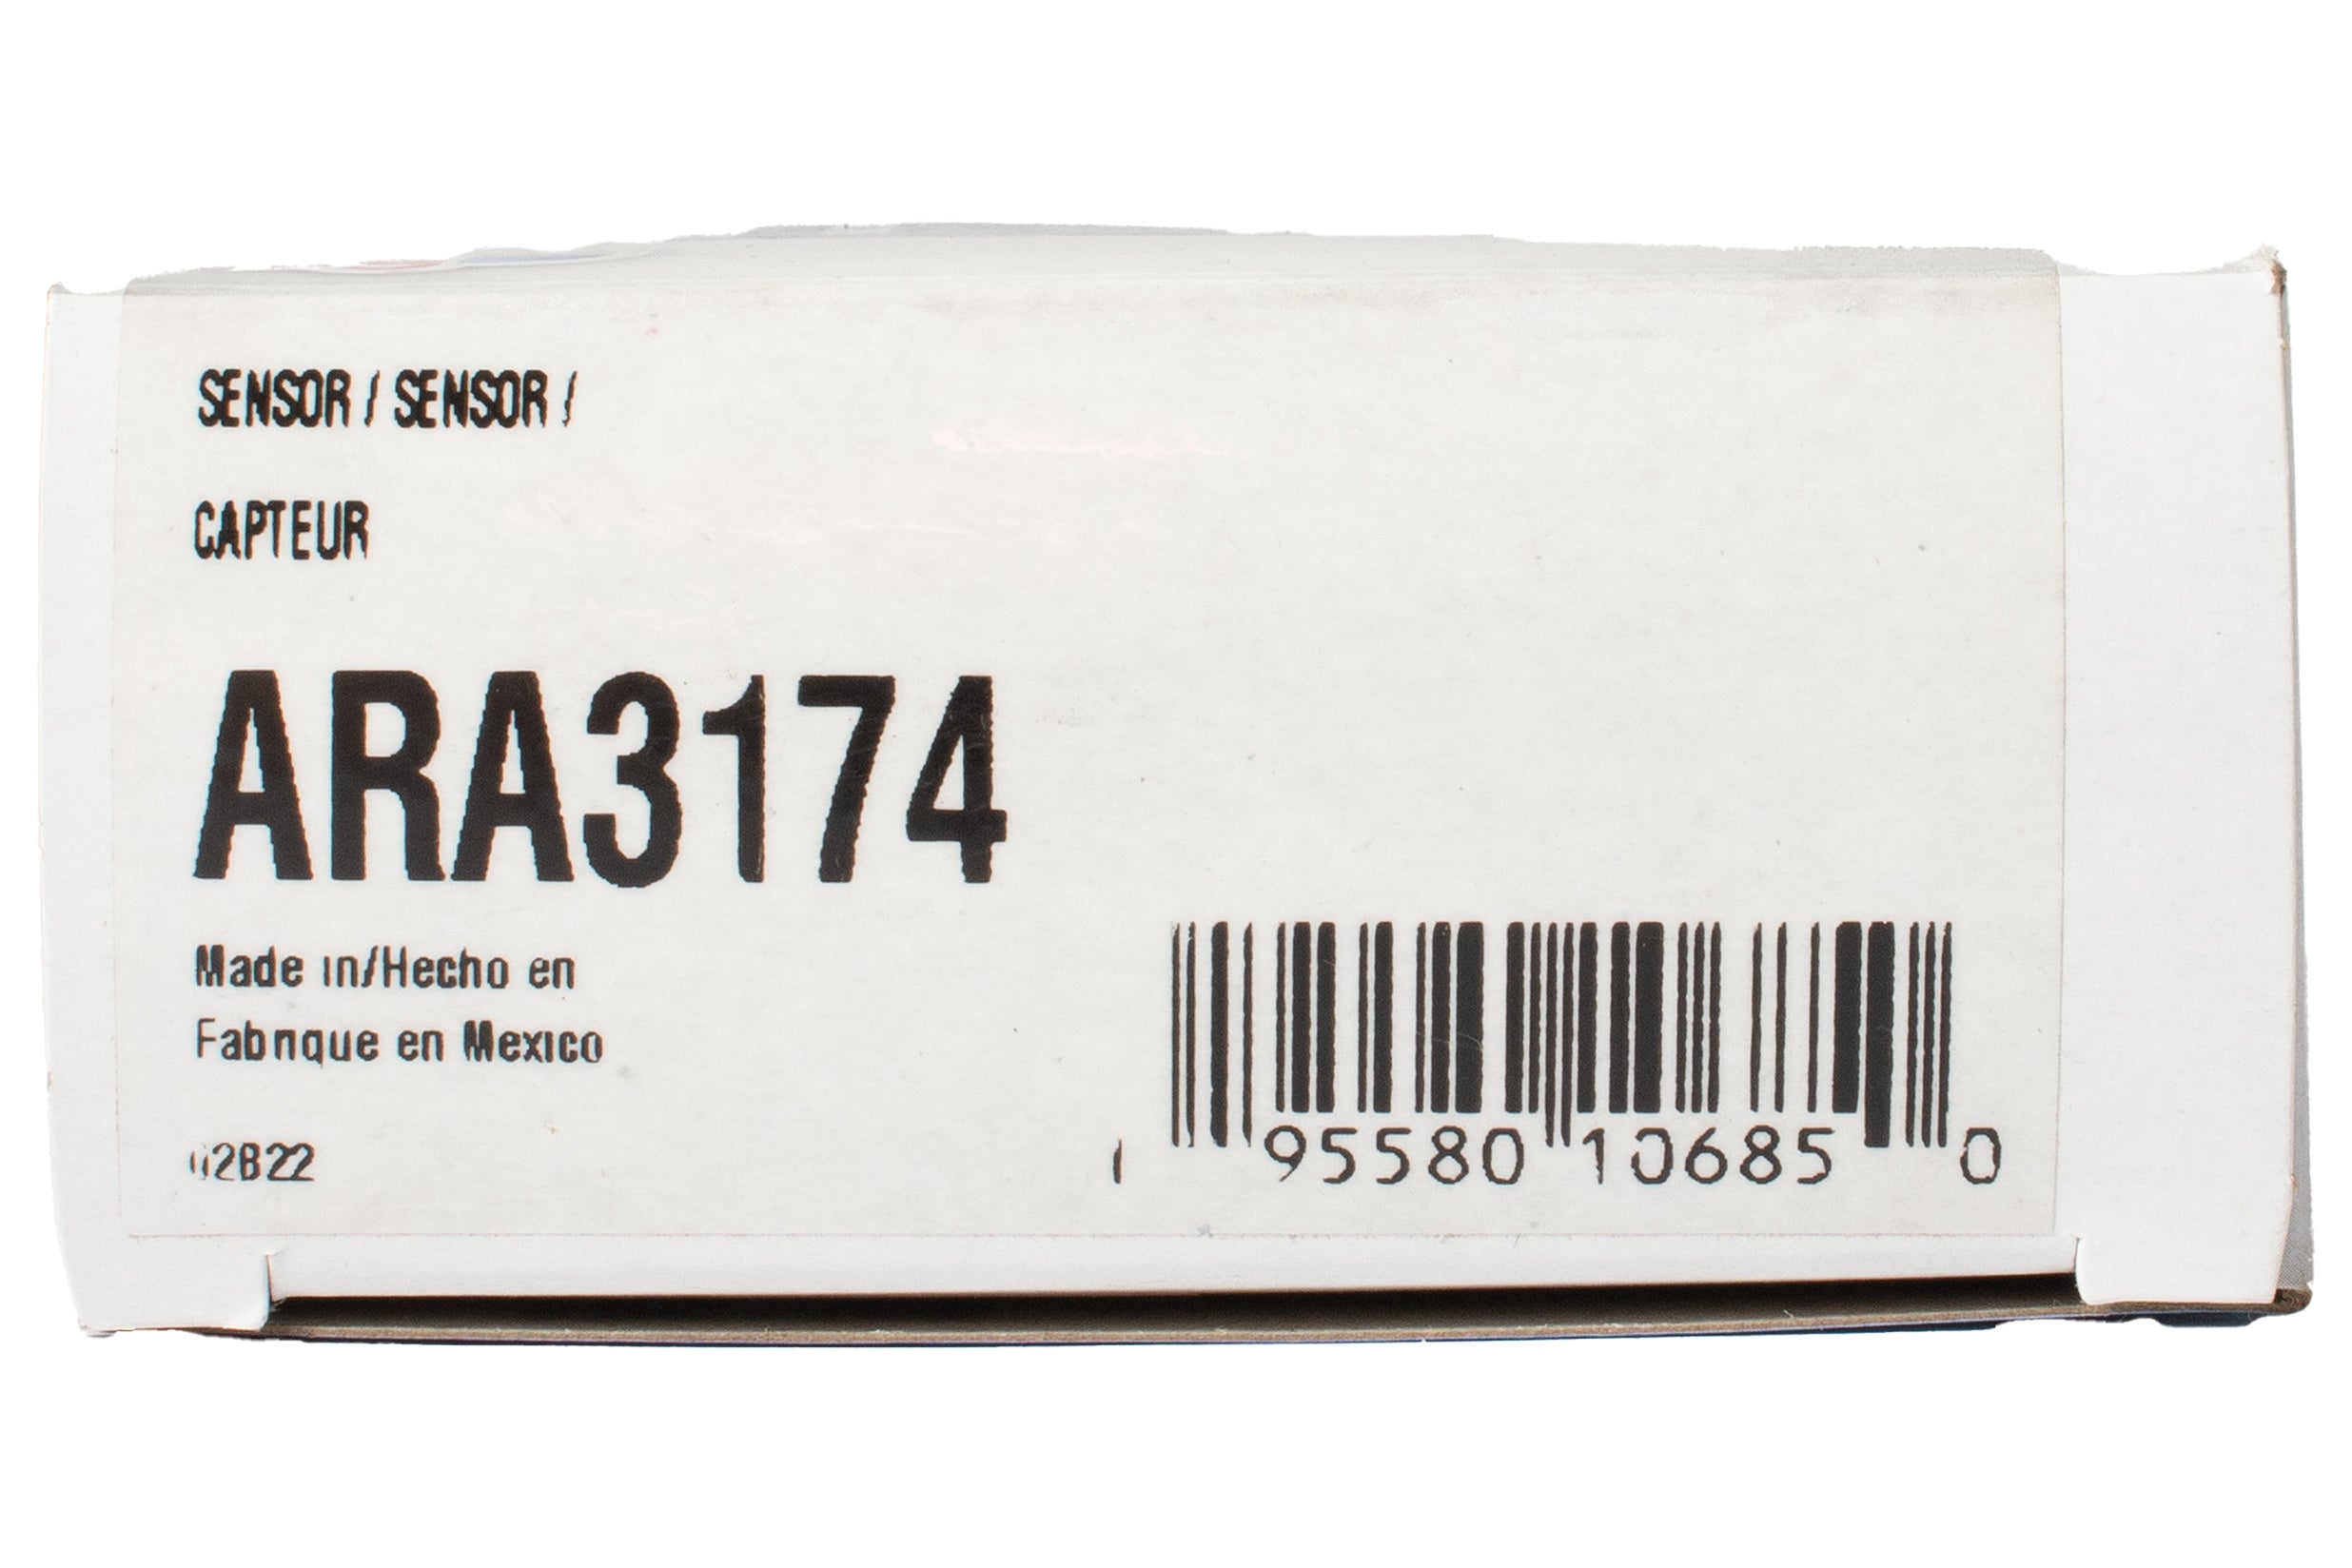 SENSOR / SENSOR /
CAPTEUR
ARA3174
Made in/Hecho en
Fabrique en Mexico
02B22
1 95580 10685 0